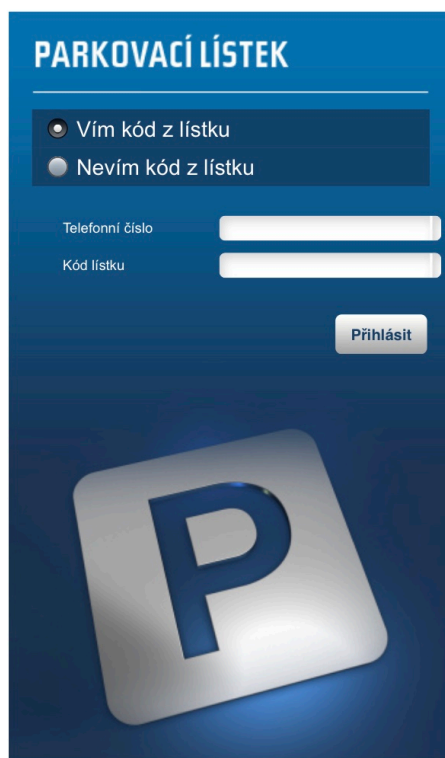 PARKOVACÍ LÍSTEK
Vím kód z lístku
Nevím kód z lístku
Telefonní číslo
Kód lístku
Přihlásit
P